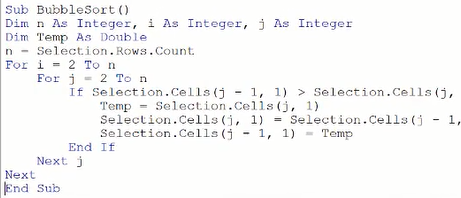 Sub BubbleSort()
Dim n As Integer, i As Integer, j As Integer
Dim Temp As Double
n = Selection.Rows.Count
For i = 2 To n
For j = 2 To n
If Selection.Cells(j - 1, 1) > Selection.Cells(j,
Temp = Selection.Cells(j, 1)
Selection.Cells(j, 1) = Selection.Cells(j - 1,
Selection.Cells(j - 1, 1) = Temp
End If
Next j
Next
End Sub